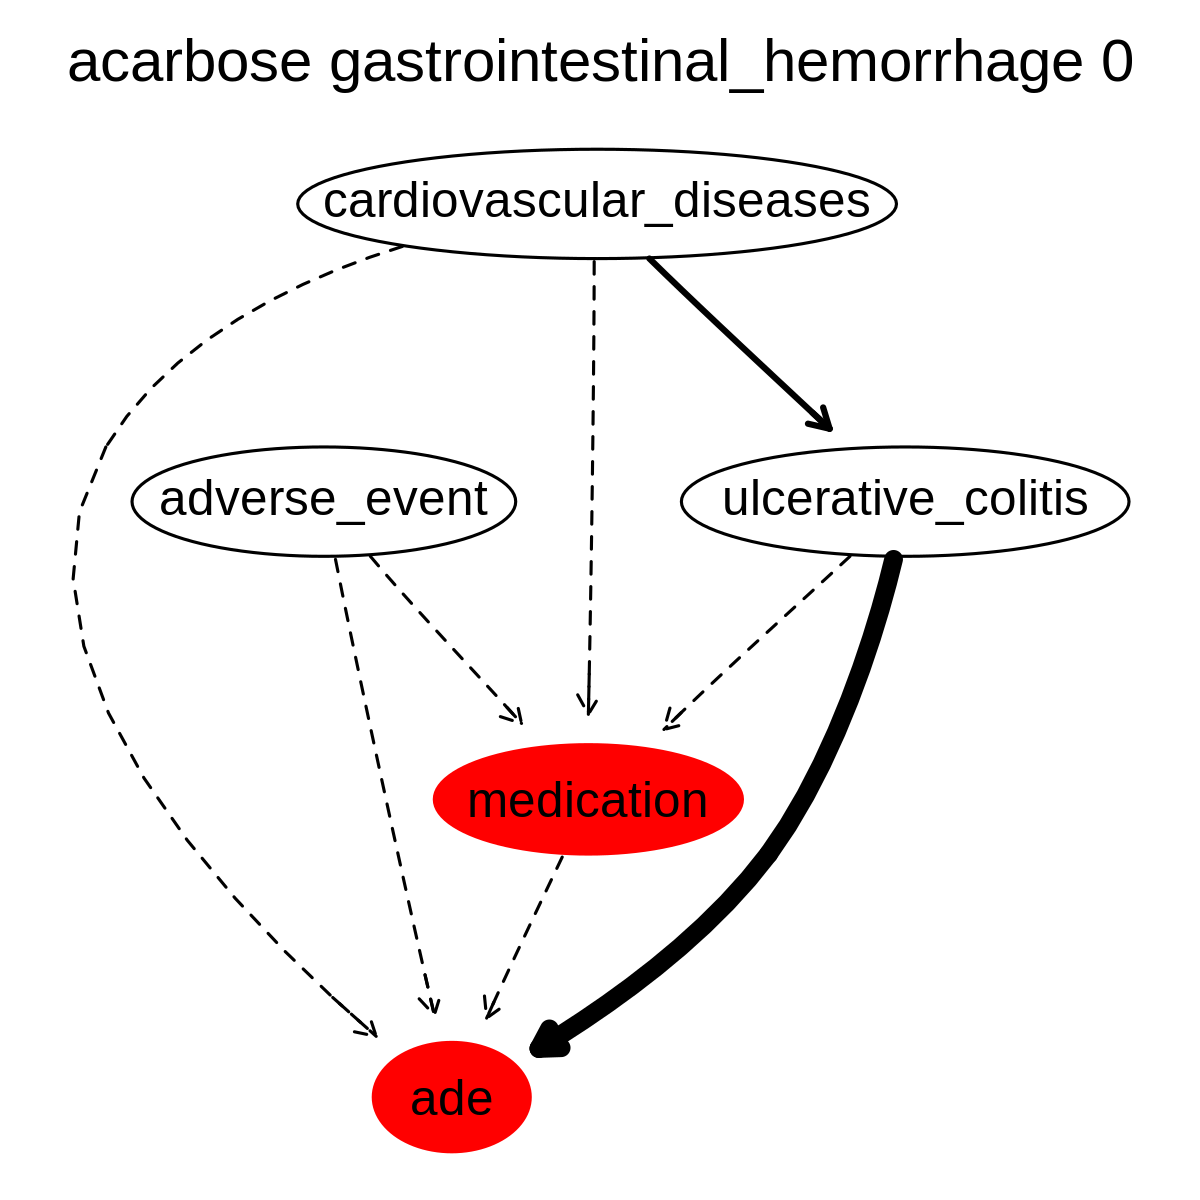 acarbose gastrointestinal_hemorrhage 0
cardiovascular_diseases
adverse_event
ulcerative_colitis
medication
ade